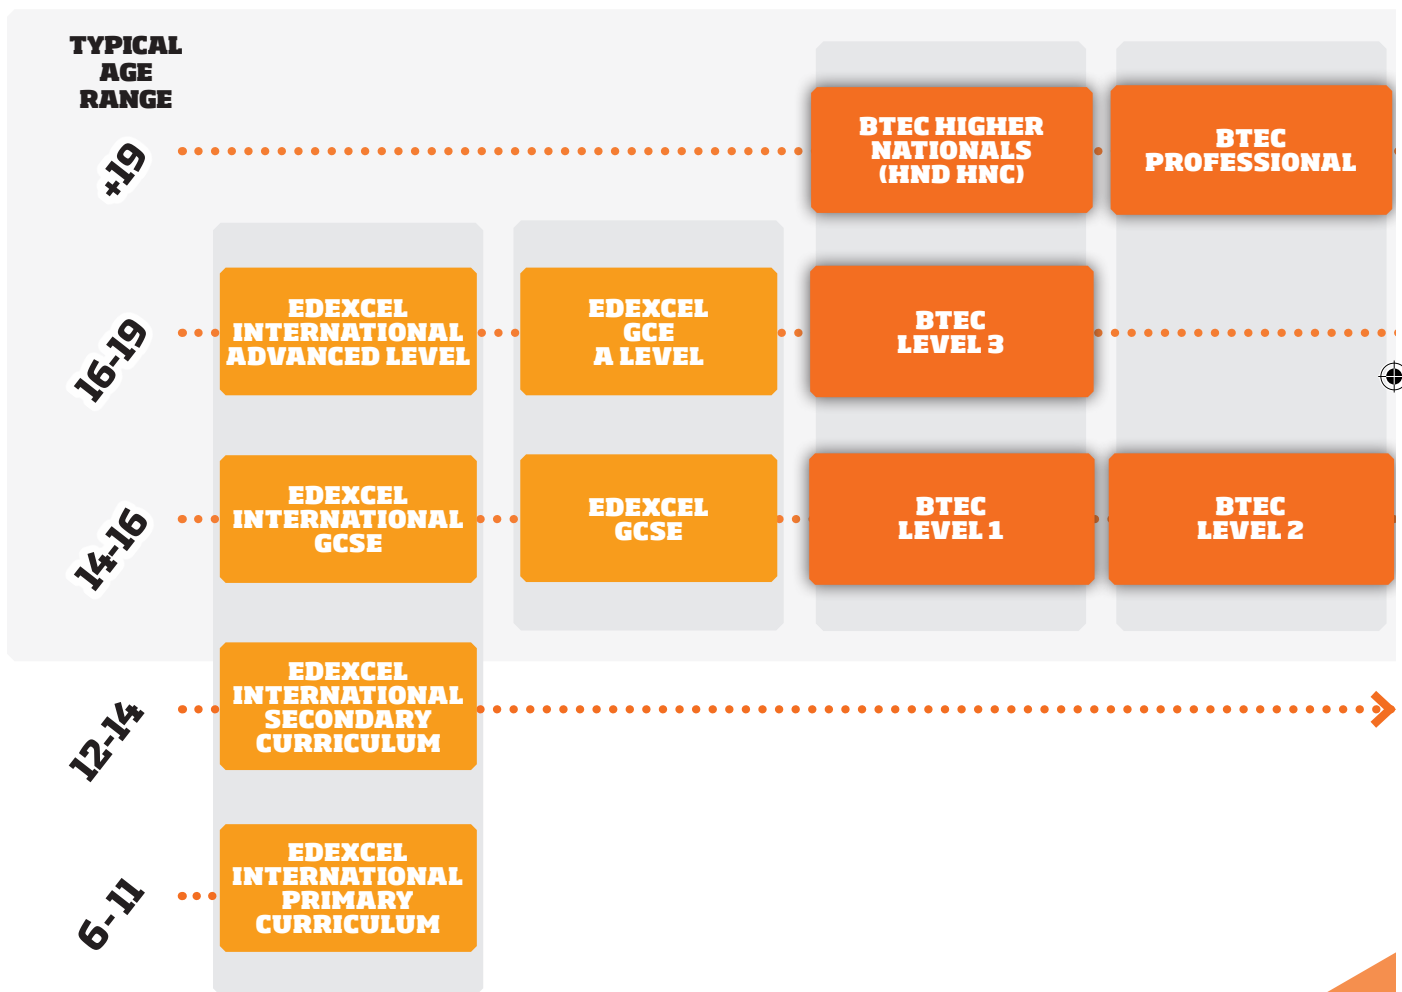 TYPICAL
AGE
RANGE
+19
BTEC HIGHER
NATIONALS
(HND HNC)
BTEC
PROFESSIONAL
16-19
EDEXCEL
INTERNATIONAL
ADVANCED LEVEL
EDEXCEL
GCE
A LEVEL
BTEC
LEVEL 3
14-16
EDEXCEL
INTERNATIONAL
GCSE
EDEXCEL
GCSE
BTEC
LEVEL 1
BTEC
LEVEL 2
12-14
EDEXCEL
INTERNATIONAL
SECONDARY
CURRICULUM
6-11
EDEXCEL
INTERNATIONAL
PRIMARY
CURRICULUM